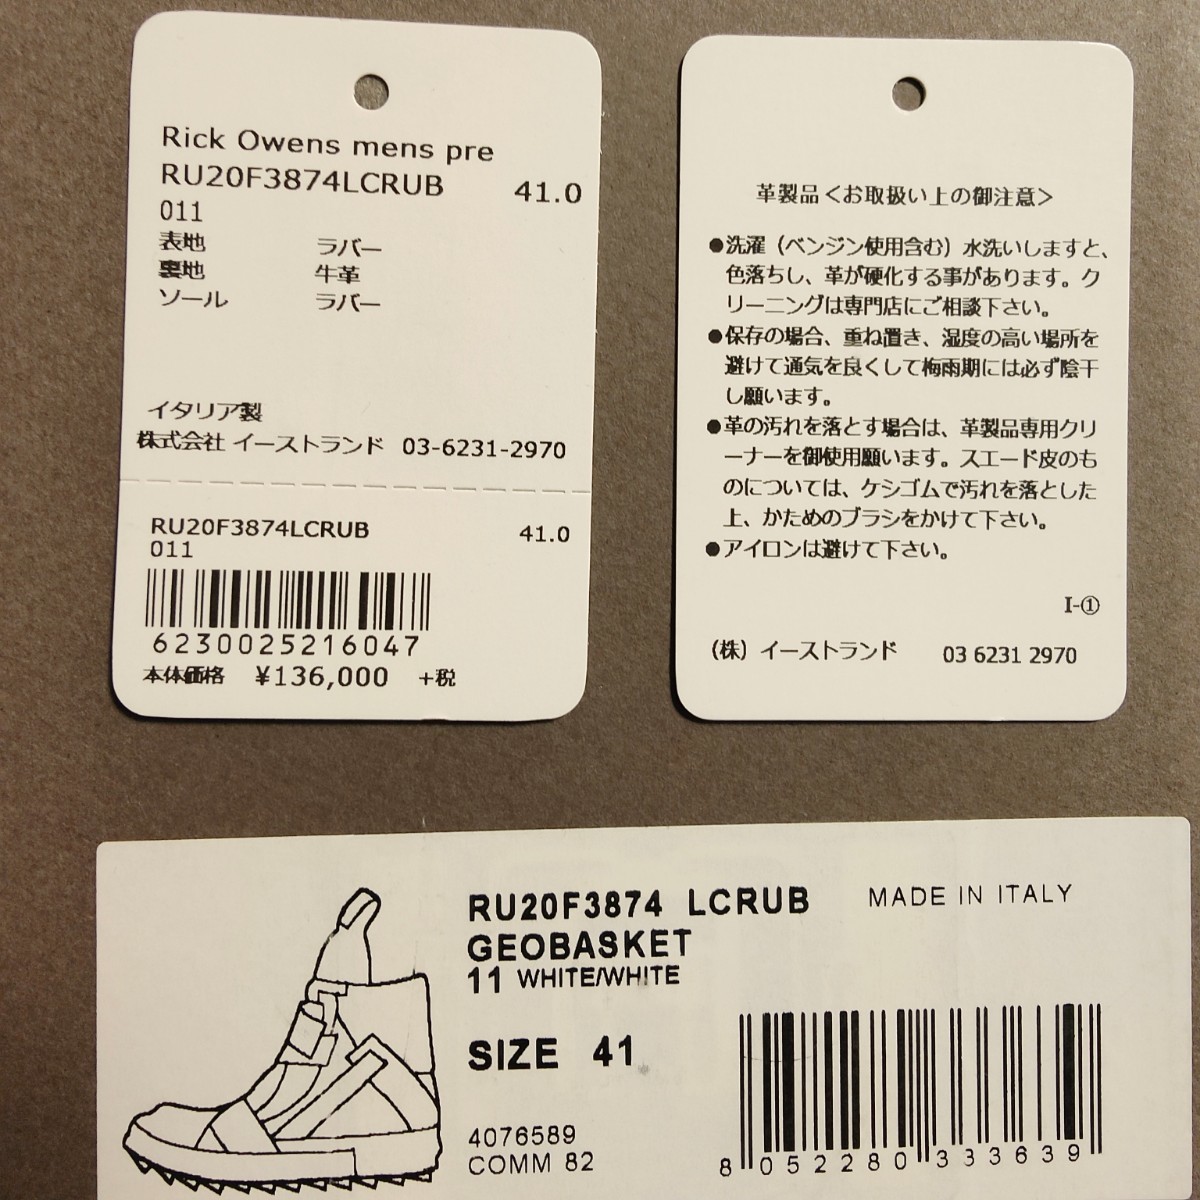 Rick Owens mens pre
RU20F3874LCRUB 41.0
011
表地 ラバー
裏地 牛革
ソール ラバー
イタリア製
株式会社 イーストランド 03-6231-2970
RU20F3874LCRUB 41.0
011
6230025216047
本体価格 ¥136,000 +税
革製品<お取扱い上の御注意>
●洗濯(ベンジン使用含む)水洗いしますと、
色落ちし、革が硬化する事があります。ク
リーニングは専門店にご相談下さい。
●保存の場合、重ね置き、湿度の高い場所を
避けて通気を良くして梅雨期には必ず陰干
し願います。
●革の汚れを落とす場合は、革製品専用クリ
ーナーを御使用願います。スエード皮のも
のについては、ケシゴムで汚れを落とした
上、かためのブラシをかけて下さい。
●アイロンは避けて下さい。
I-①
(株) イーストランド 03 6231 2970
RU20F3874 LCRUB MADE IN ITALY
GEOBASKET
11 WHITE/WHITE
SIZE 41
4076589
COMM 82
8 052280 333639